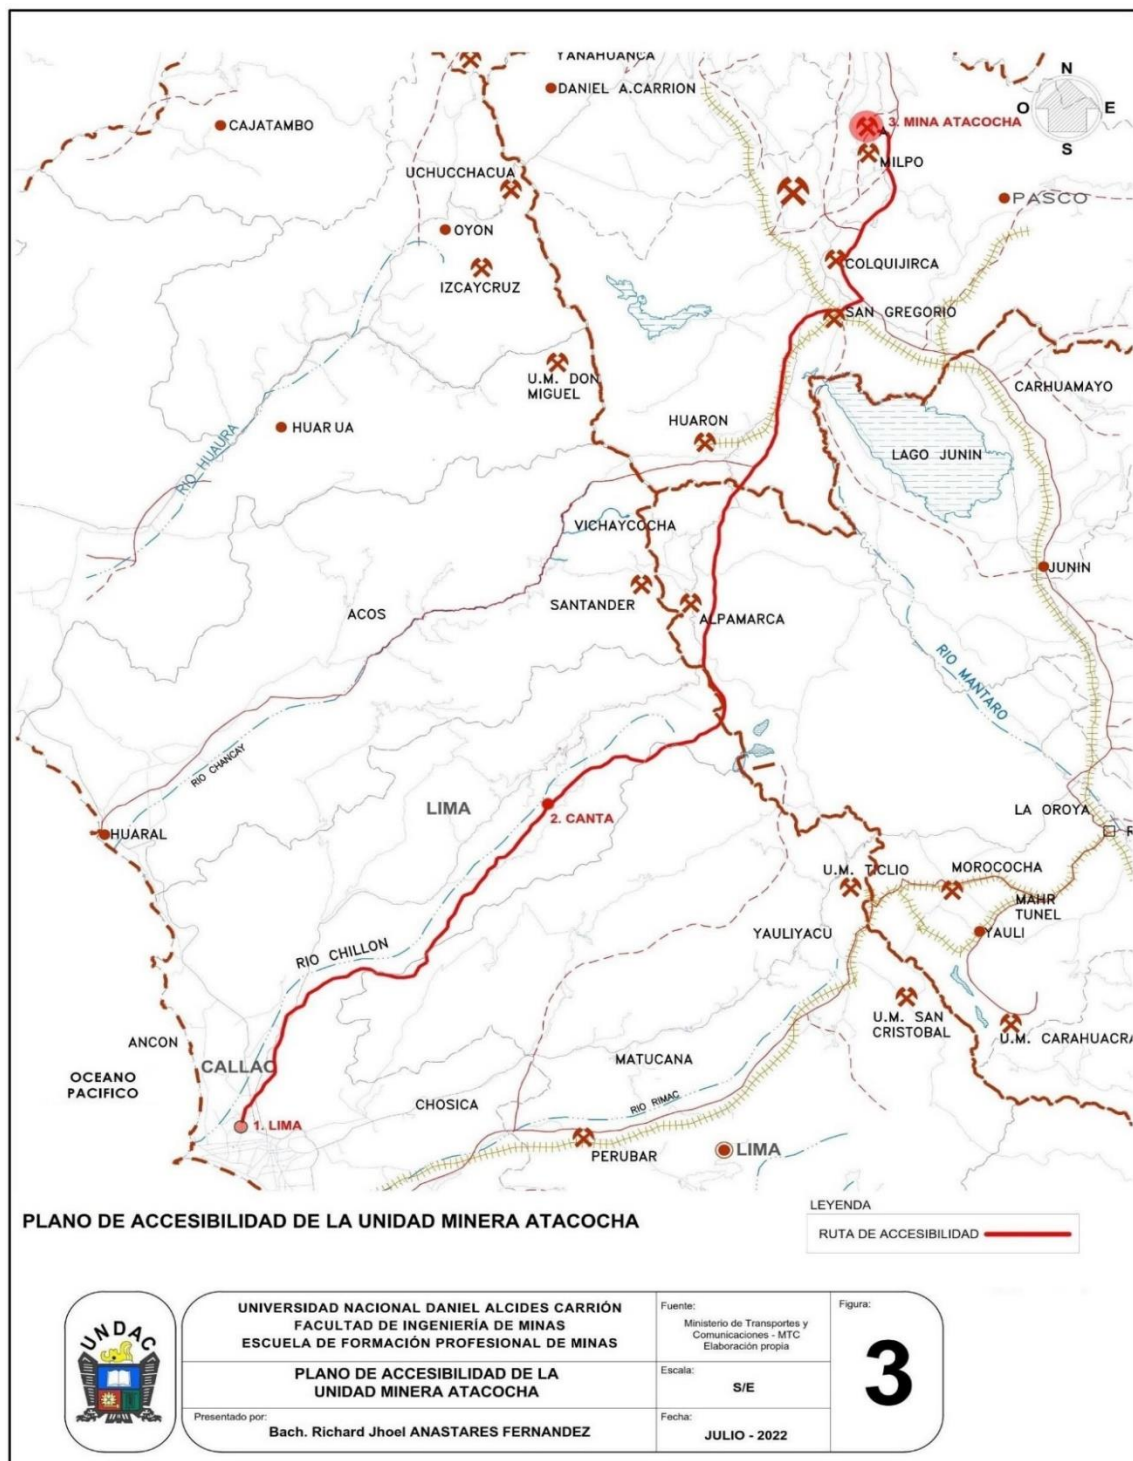 YANAHUANCA
DANIEL A.CARRION
N
CAJATAMBO
3. MINA ATACOCHA
O
E
S
MILPO
UCHUCCHACUA
PASCO
OYON
COLQUIJIRCA
IZCAYCRUZ
SAN GREGORIO
U.M. DON
MIGUEL
CARHUAMAYO
HUARON
HUAR UA
RIO HUAURA
LAGO JUNIN
VICHAYCOCHA
JUNIN
SANTANDER
ACOS
ALPAMARCA
RIO MANTARO
RIO CHANCAY
LIMA
LA OROYA
2. CANTA
HUARAL
R
U.M. TICLIO
MOROCOCHA
MAHR
TUNEL
YAULIYACU
YAULI
RIO CHILLON
U.M. SAN
CRISTOBAL
U.M. CARAHUACRA
ANCON
MATUCANA
CALLAO
OCEANO
PACIFICO
CHOSICA
RIO RIMAC
1. LIMA
PERUBAR
LIMA
PLANO DE ACCESIBILIDAD DE LA UNIDAD MINERA ATACOCHA
LEYENDA
RUTA DE ACCESIBILIDAD
UNDAC
UNIVERSIDAD NACIONAL DANIEL ALCIDES CARRIÓN
FACULTAD DE INGENIERÍA DE MINAS
ESCUELA DE FORMACIÓN PROFESIONAL DE MINAS
PLANO DE ACCESIBILIDAD DE LA
UNIDAD MINERA ATACOCHA
Presentado por:
Bach. Richard Jhoel ANASTARES FERNANDEZ
Fuente:
Ministerio de Transportes y
Comunicaciones - MTC
Elaboración propia
Escala:
S/E
Fecha:
JULIO - 2022
Figura:
3